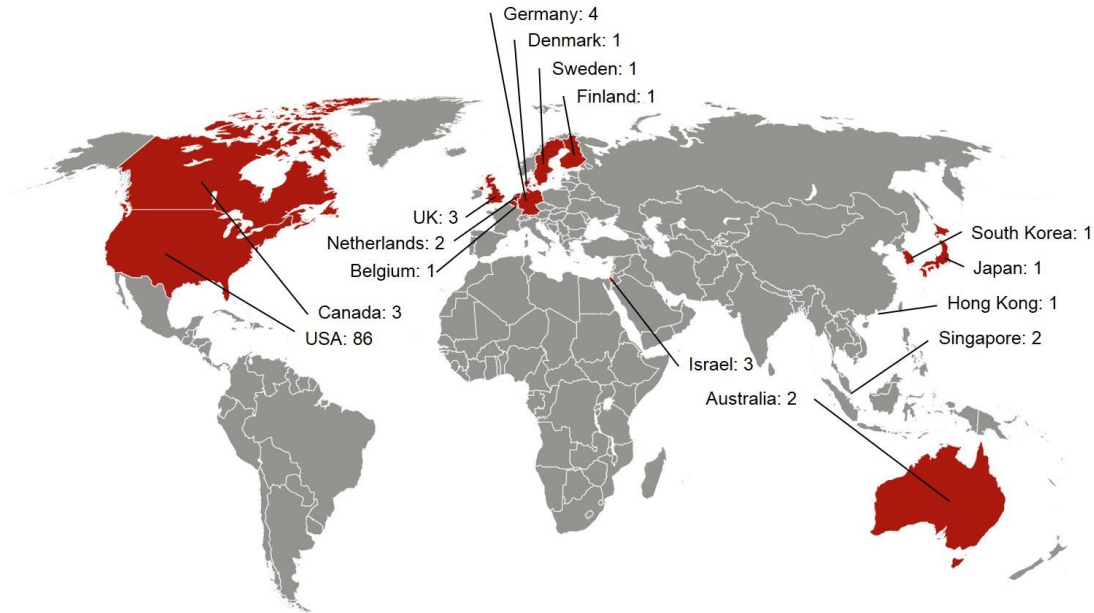 Germany: 4
Denmark: 1
Sweden: 1
Finland: 1
UK: 3
Netherlands: 2
Belgium: 1
Canada: 3
USA: 86
South Korea: 1
Japan: 1
Hong Kong: 1
Singapore: 2
Israel: 3
Australia: 2